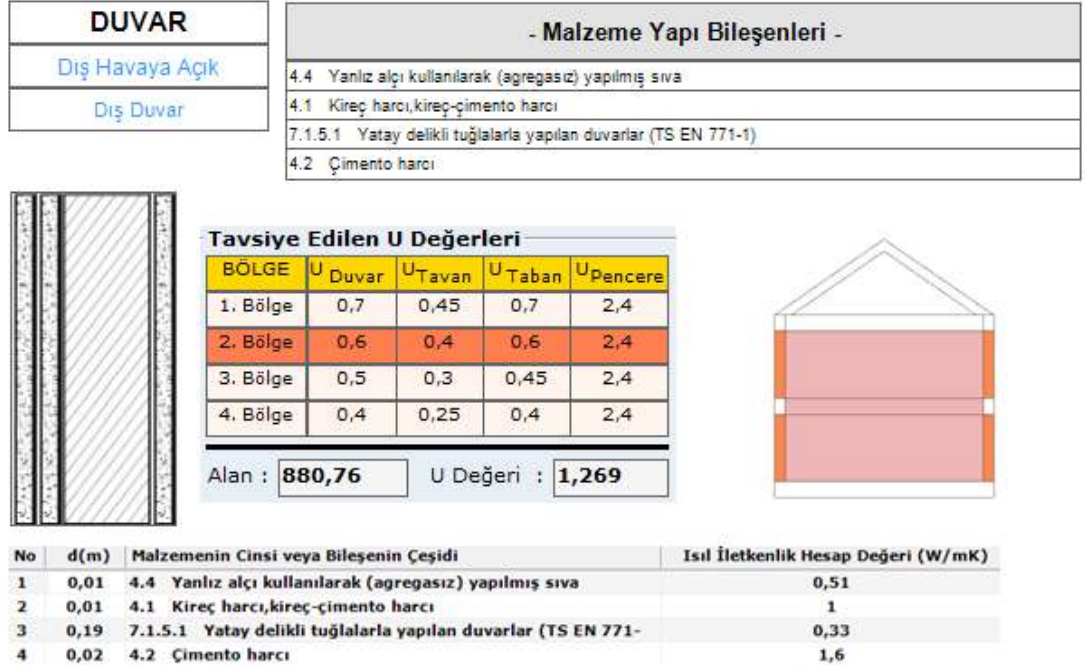 DUVAR
Dış Havaya Açık
Dış Duvar
- Malzeme Yapı Bileşenleri -
4.4 Yanlız alçı kullanılarak (agregasız) yapılmış sıva
4.1 Kireç harcı,kireç-çimento harcı
7.1.5.1 Yatay delikli tuğlalarla yapılan duvarlar (TS EN 771-1)
4.2 Çimento harcı
Tavsiye Edilen U Değerleri
BÖLGE U Duvar U Tavan U Taban U Pencere
1. Bölge 0,7 0,45 0,7 2,4
2. Bölge 0,6 0,4 0,6 2,4
3. Bölge 0,5 0,3 0,45 2,4
4. Bölge 0,4 0,25 0,4 2,4
Alan : 880,76 U Değeri : 1,269
No d(m) Malzemenin Cinsi veya Bileşenin Çeşidi Isıl İletkenlik Hesap Değeri (W/mK)
1 0,01 4.4 Yanlız alçı kullanılarak (agregasız) yapılmış sıva 0,51
2 0,01 4.1 Kireç harcı,kireç-çimento harcı 1
3 0,19 7.1.5.1 Yatay delikli tuğlalarla yapılan duvarlar (TS EN 771- 0,33
4 0,02 4.2 Çimento harcı 1,6